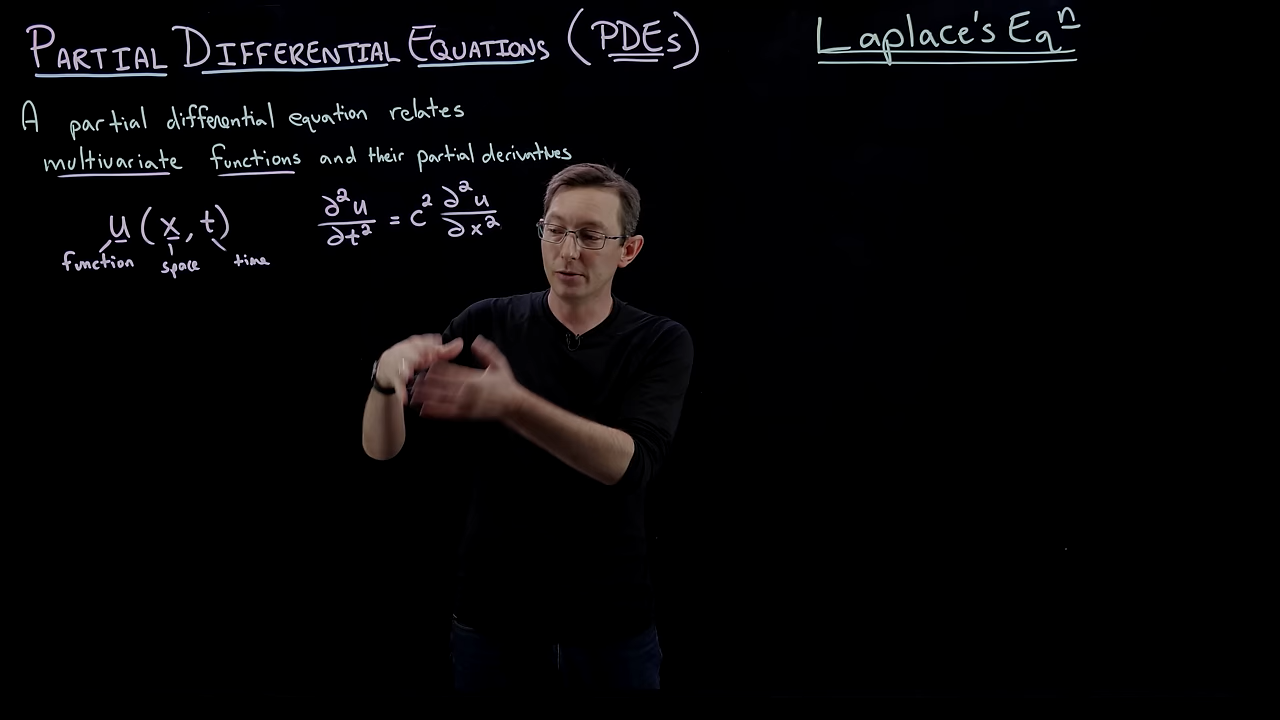 PARTIAL DIFFERENTIAL EQUATIONS (PDEs)
Laplace's Eqⁿ
A partial differential equation relates
multivariate functions and their partial derivatives
u(x,t)
function space time
∂²u/∂t² = c² ∂²u/∂x²